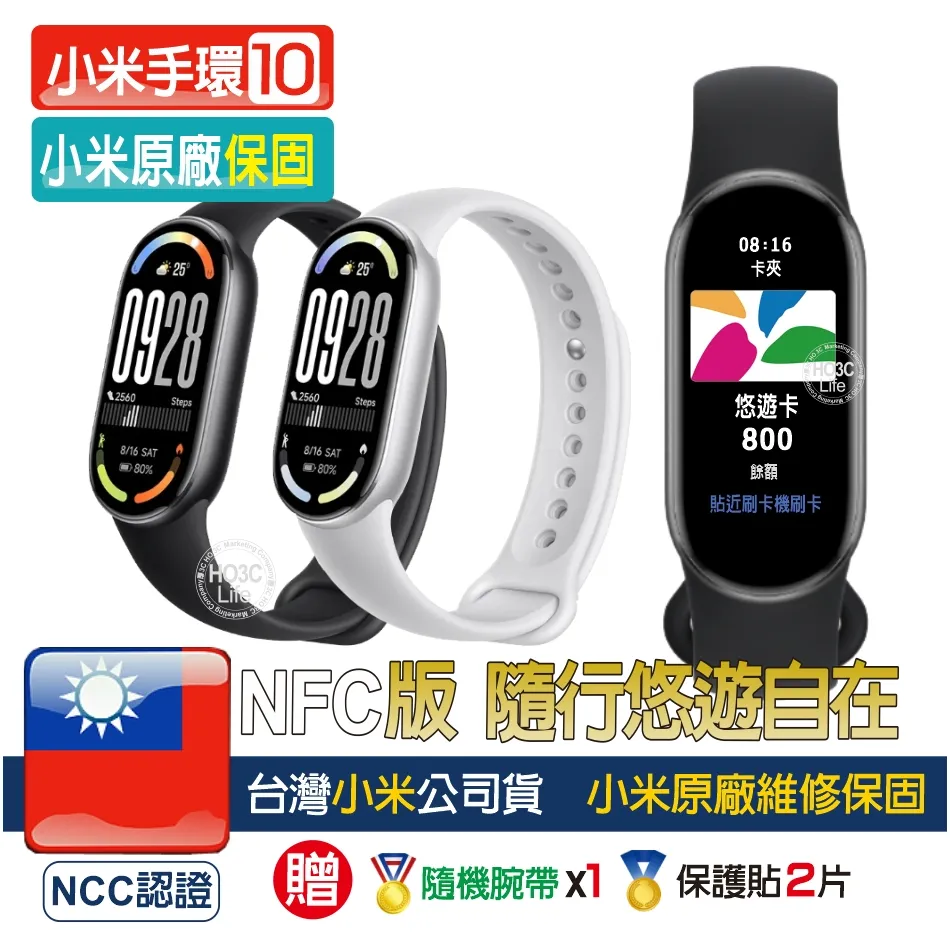 小米手環10
小米原廠保固
25°
0928
2560
Steps
8/16 SAT
80%
25°
0928
2560
Steps
8/16 SAT
80%
08:16
卡夾
悠遊卡
800
餘額
貼近刷卡機刷卡
HO3C
Life
HO3C
Life
NFC版 隨行悠遊自在
台灣小米公司貨 小米原廠維修保固
NCC認證
贈 隨機腕帶x1 保護貼2片